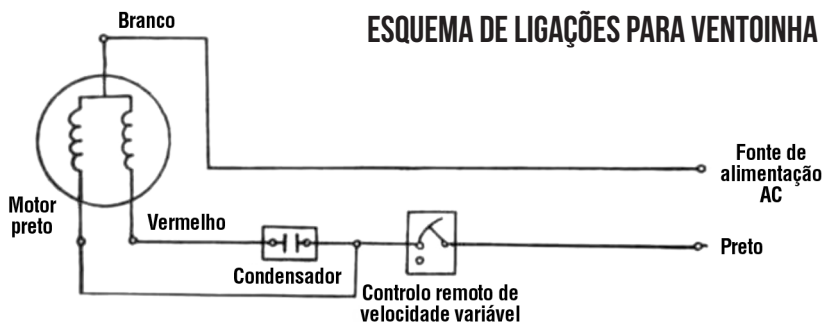 Branco
ESQUEMA DE LIGAÇÕES PARA VENTOINHA
Fonte de
alimentação
AC
Motor
preto
Vermelho
Preto
Condensador
Controlo remoto de
velocidade variável